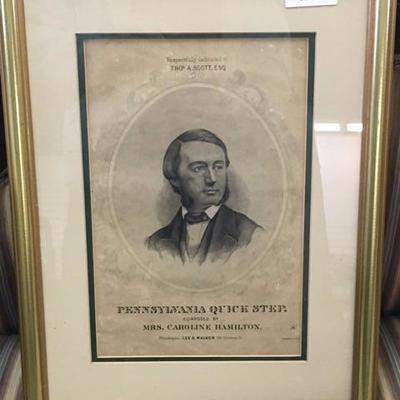 Respectfully dedicated to
THOS A. SCOTT, ESQ
PENNSYLVANIA QUICK STEP.
COMPOSED BY
MRS. CAROLINE HAMILTON.
Philadelphia LEE & WALKER